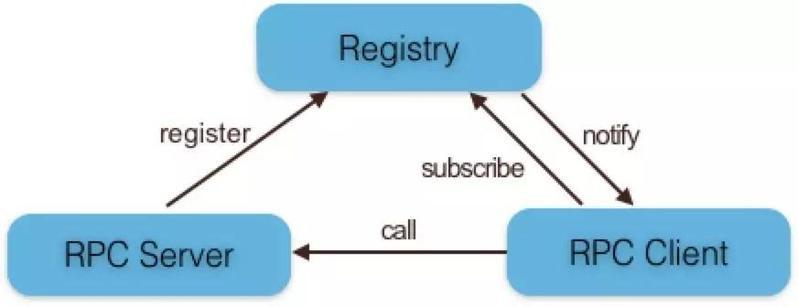 Registry
register
notify
subscribe
call
RPC Server
RPC Client